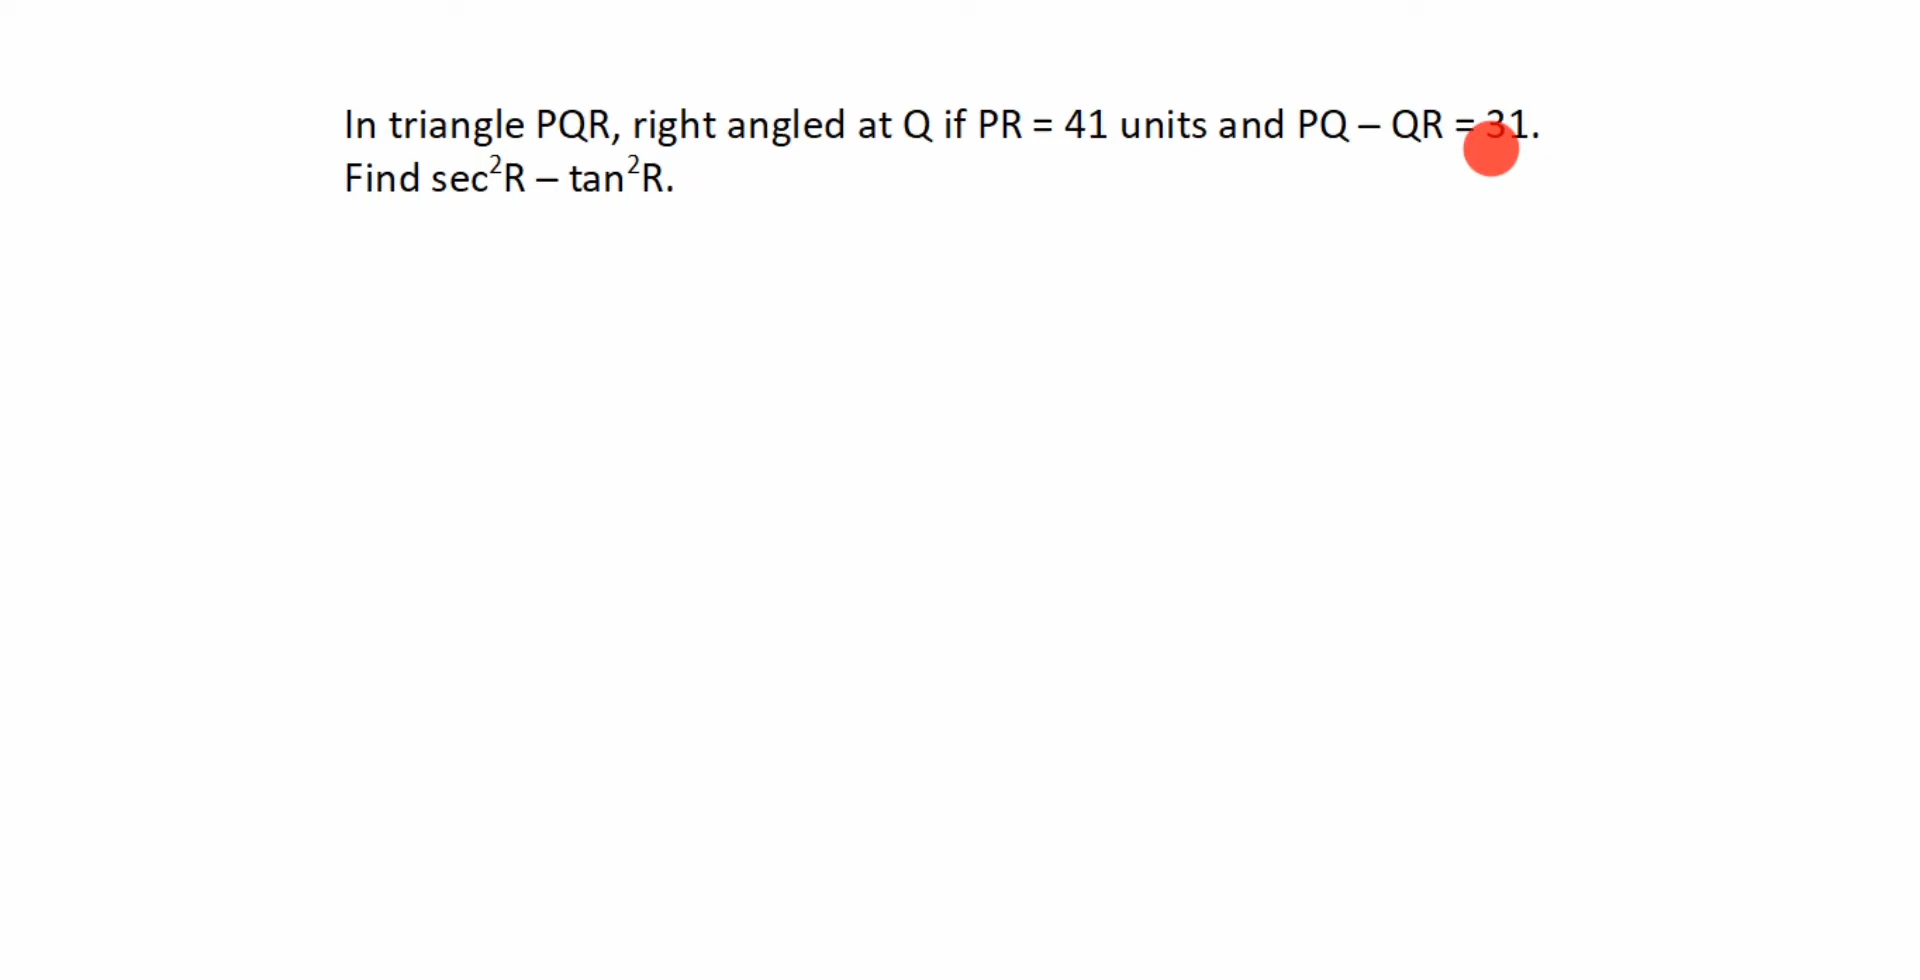 In triangle PQR, right angled at Q if PR = 41 units and PQ – QR = 31.
Find sec²R – tan²R.